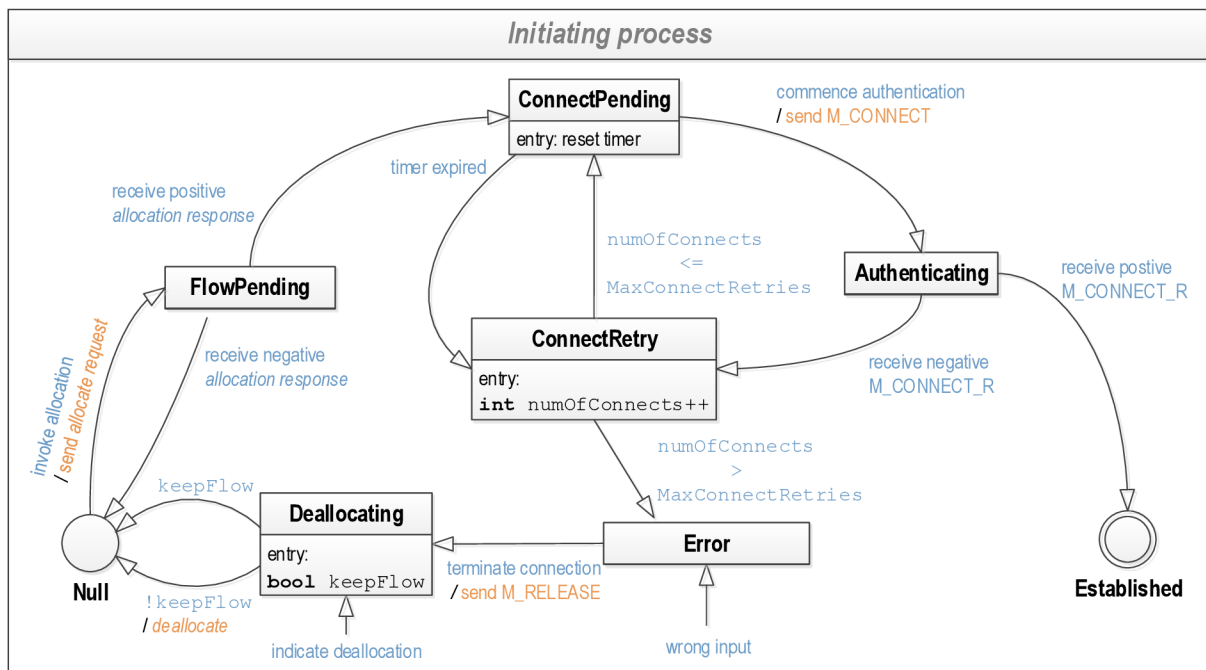 Initiating process
ConnectPending
entry: reset timer
commence authentication
/ send M_CONNECT
timer expired
receive positive
allocation response
numOfConnects
<=
MaxConnectRetries
FlowPending
Authenticating
receive postive
M_CONNECT_R
receive negative
allocation response
ConnectRetry
entry:
int numOfConnects++
receive negative
M_CONNECT_R
invoke allocation
/ send allocate request
numOfConnects
>
MaxConnectRetries
keepFlow
Deallocating
entry:
bool keepFlow
Error
terminate connection
/ send M_RELEASE
Null
Established
!keepFlow
/ deallocate
indicate deallocation
wrong input